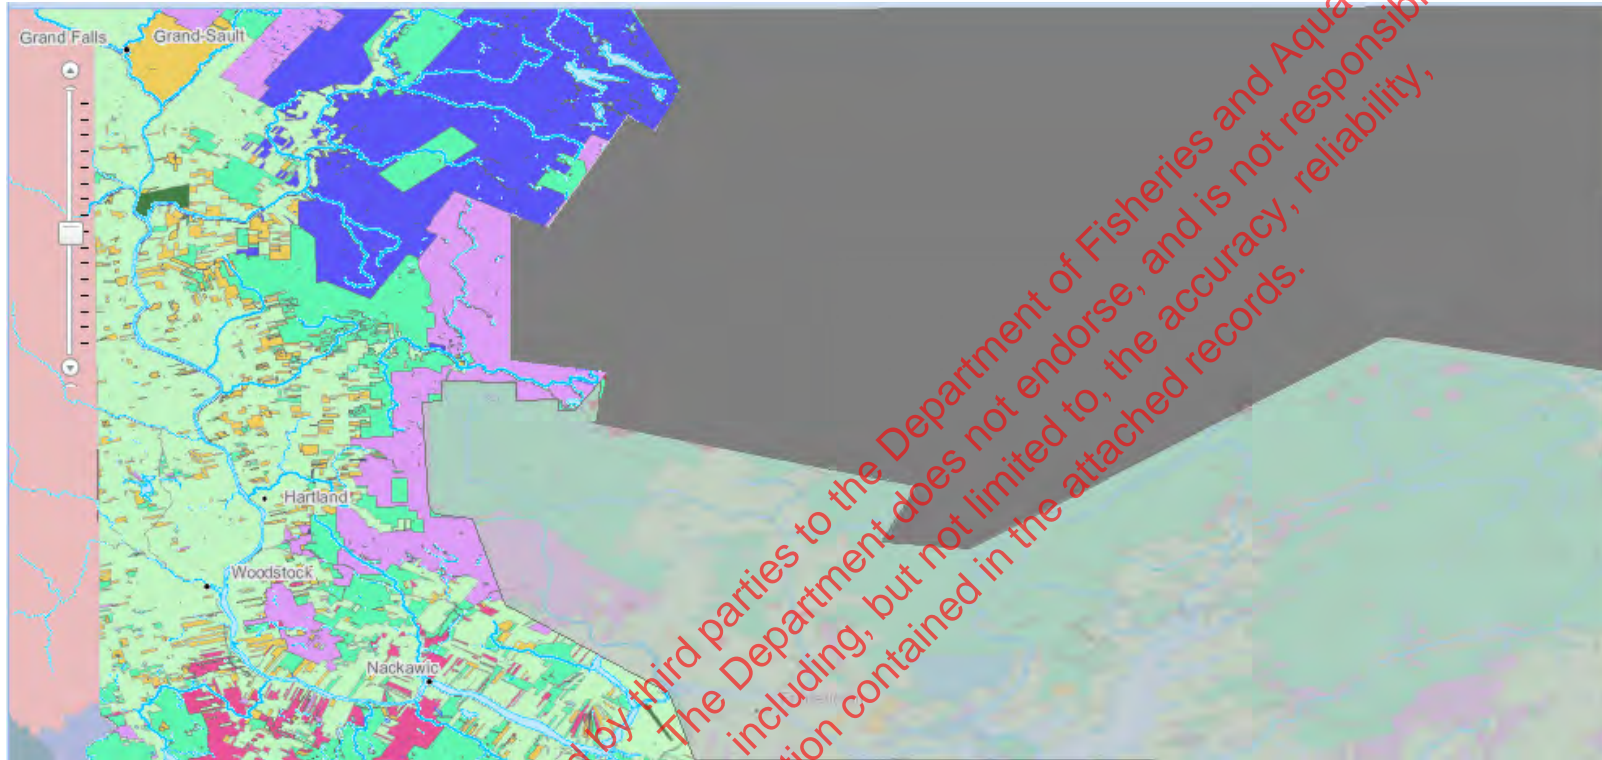 Grand Falls
Grand-Sault
Hartland
Woodstock
Nackawic
by third parties to the Department of Fisheries and Aqua
The Department does not endorse, and is not responsib
including, but not limited to, the accuracy, reliability,
contained in the attached records.